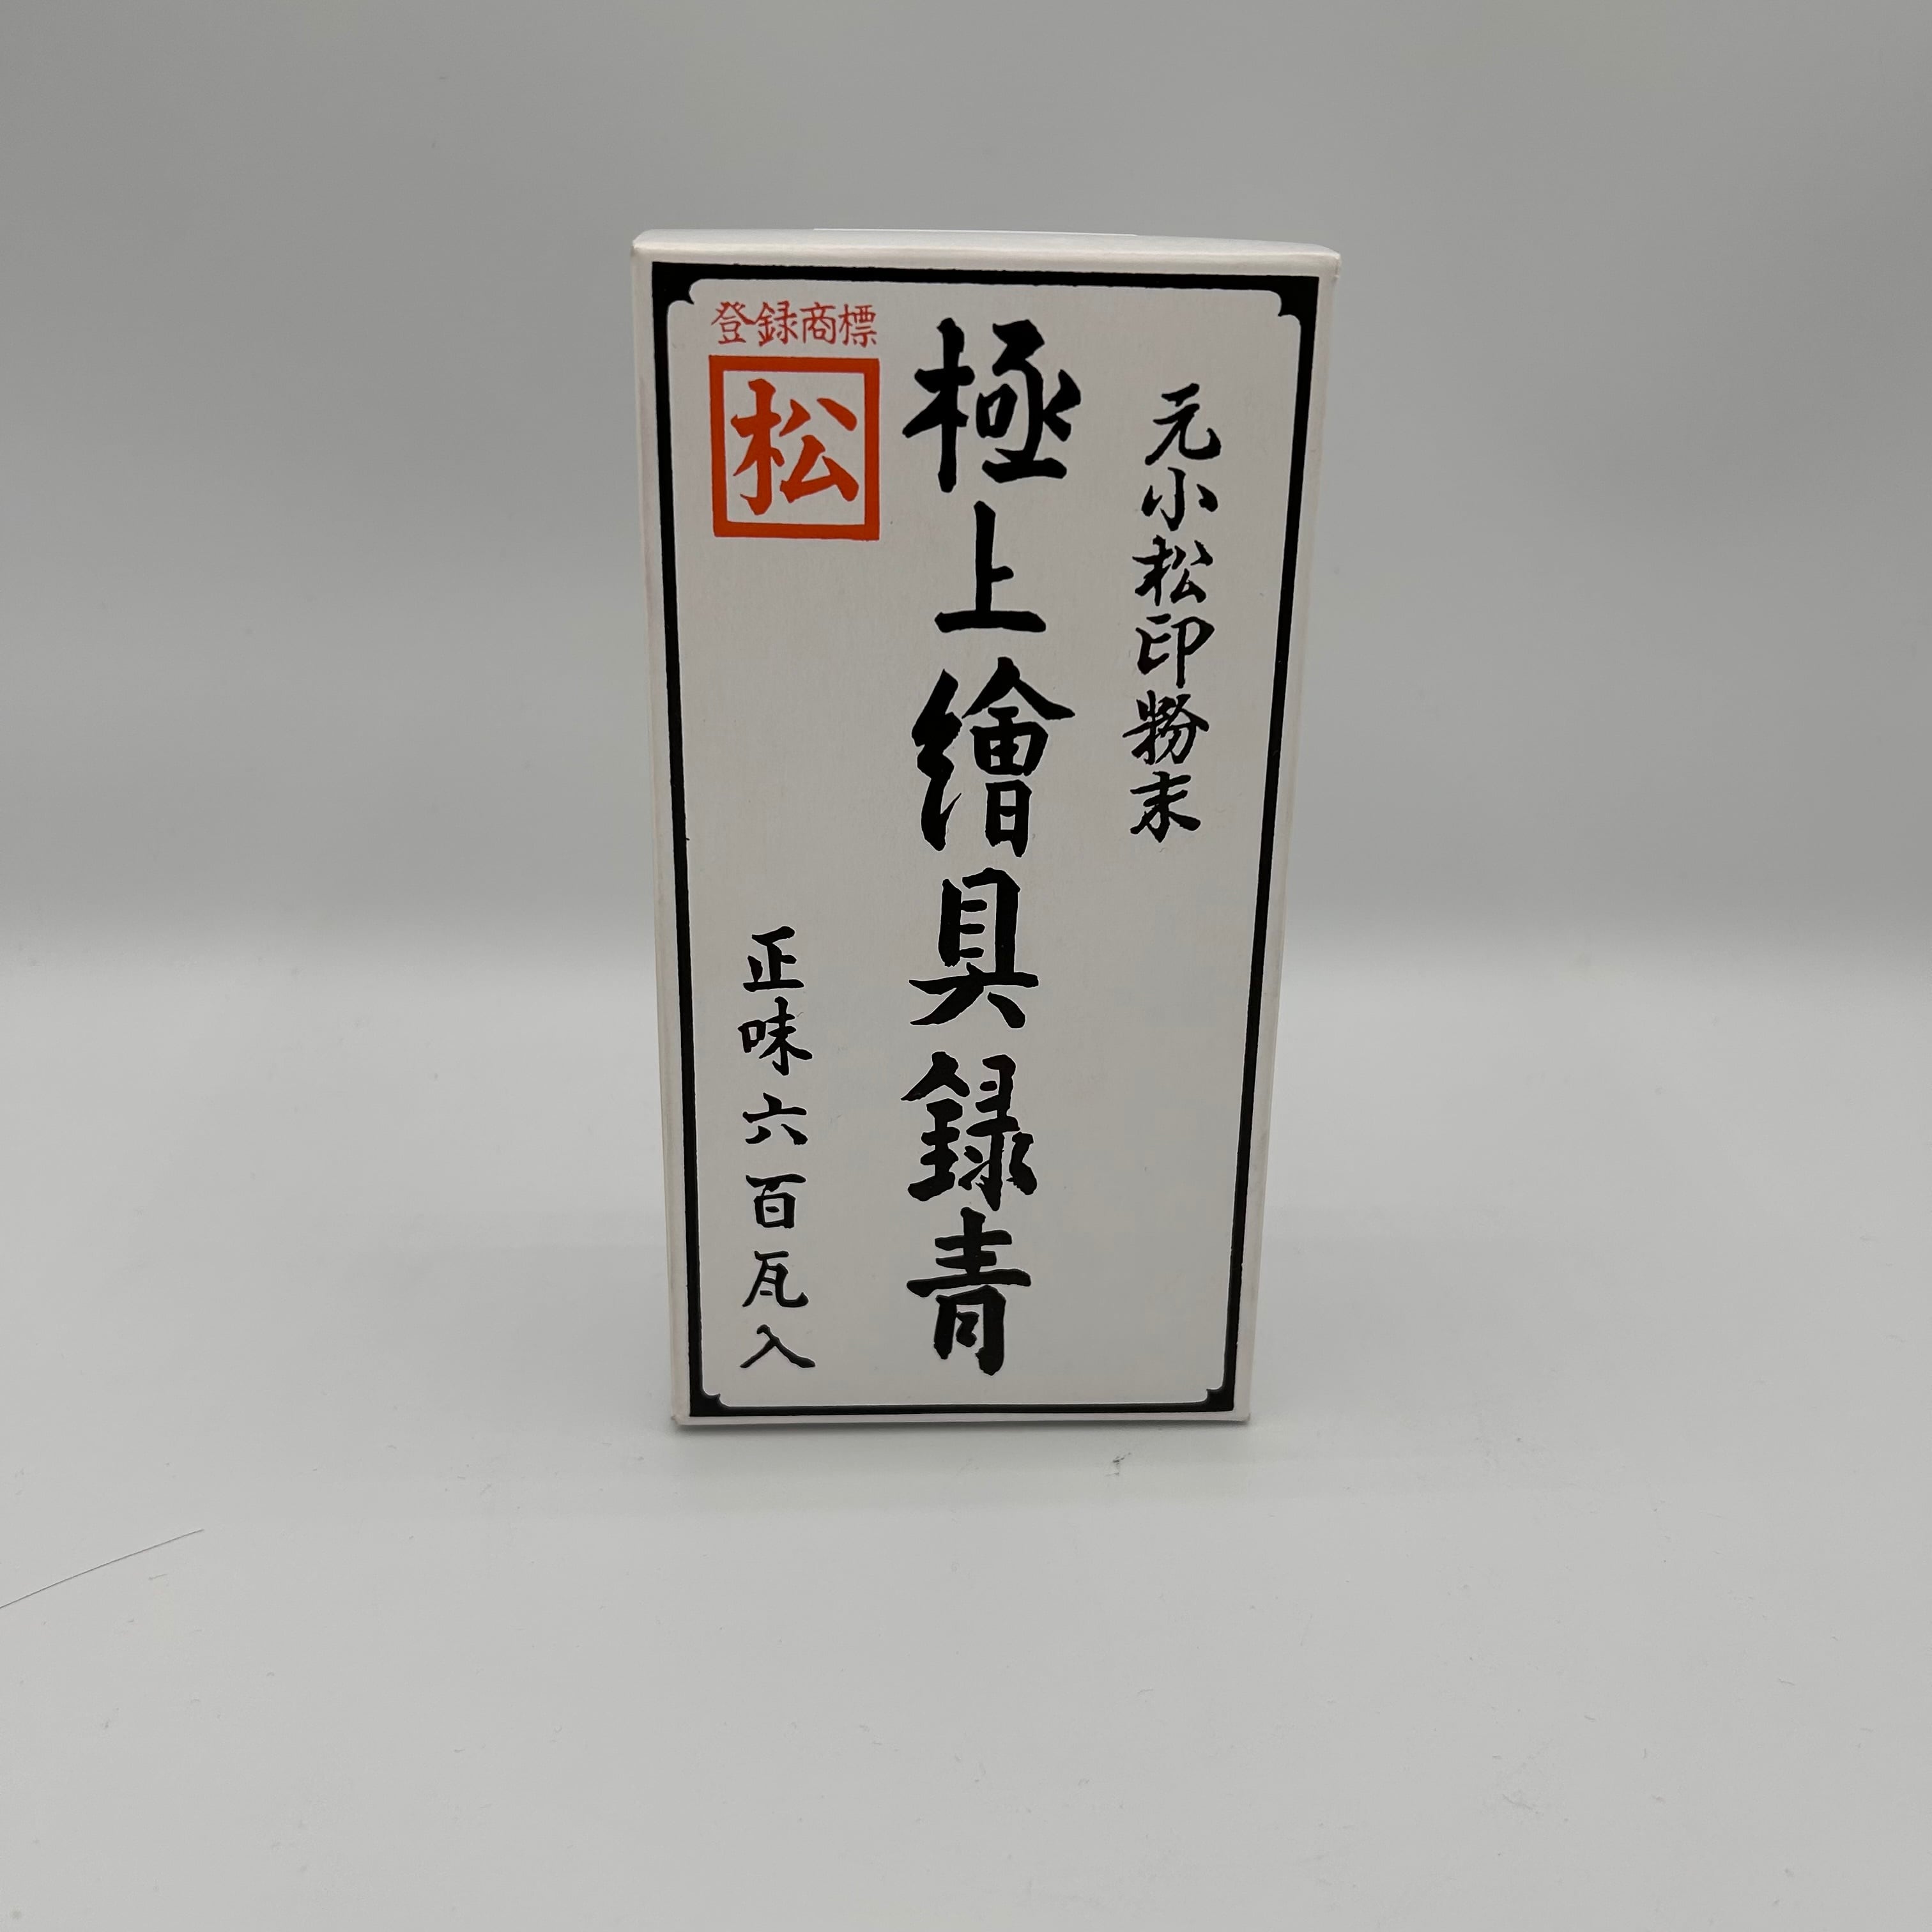 元小松印粉末
極上繪具録青
登録商標
松
正味六百瓦入